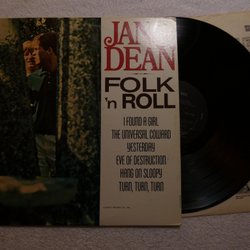 JAN
DEAN
FOLK
'n ROLL
I FOUND A GIRL
THE UNIVERSAL COWARD
YESTERDAY
EVE OF DESTRUCTION
HANG ON SLOOPY
TURN, TURN, TURN